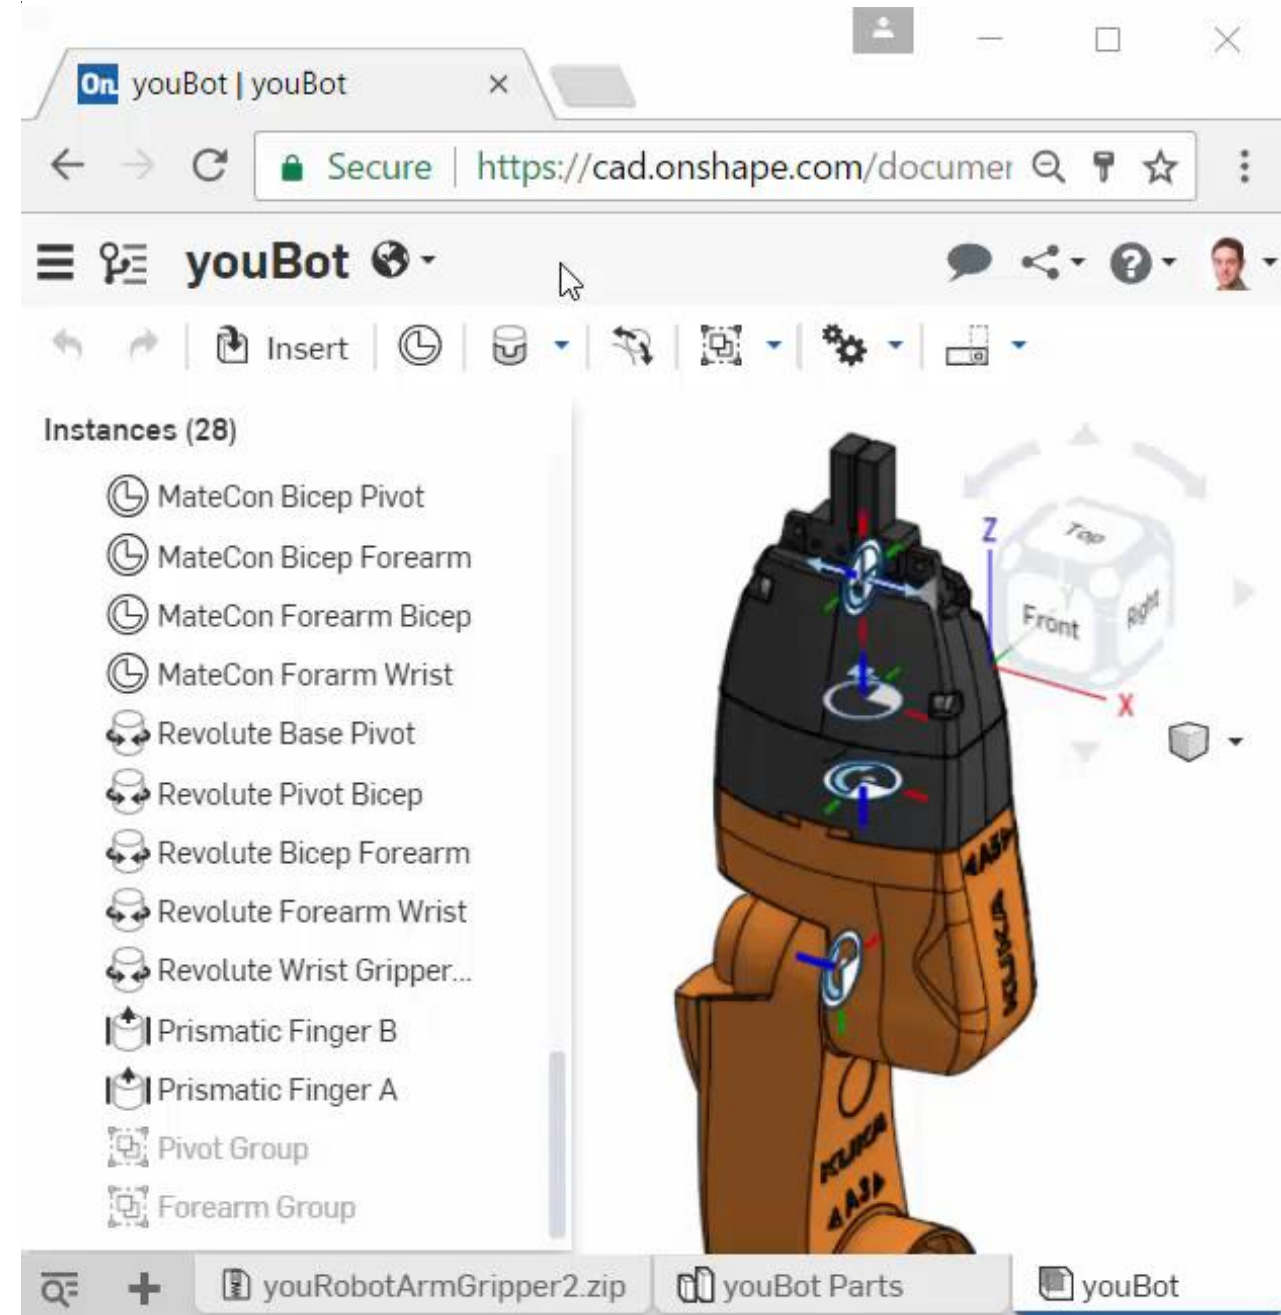 On youBot | youBot
Secure | https://cad.onshape.com/documer
youBot
Insert
Instances (28)
MateCon Bicep Pivot
MateCon Bicep Forearm
MateCon Forearm Bicep
MateCon Forarm Wrist
Revolute Base Pivot
Revolute Pivot Bicep
Revolute Bicep Forearm
Revolute Forearm Wrist
Revolute Wrist Gripper...
Prismatic Finger B
Prismatic Finger A
Pivot Group
Forearm Group
Z
Top
Y
Front
Right
X
A5
KUKA
KUKA
A3
youRobotArmGripper2.zip
youBot Parts
youBot